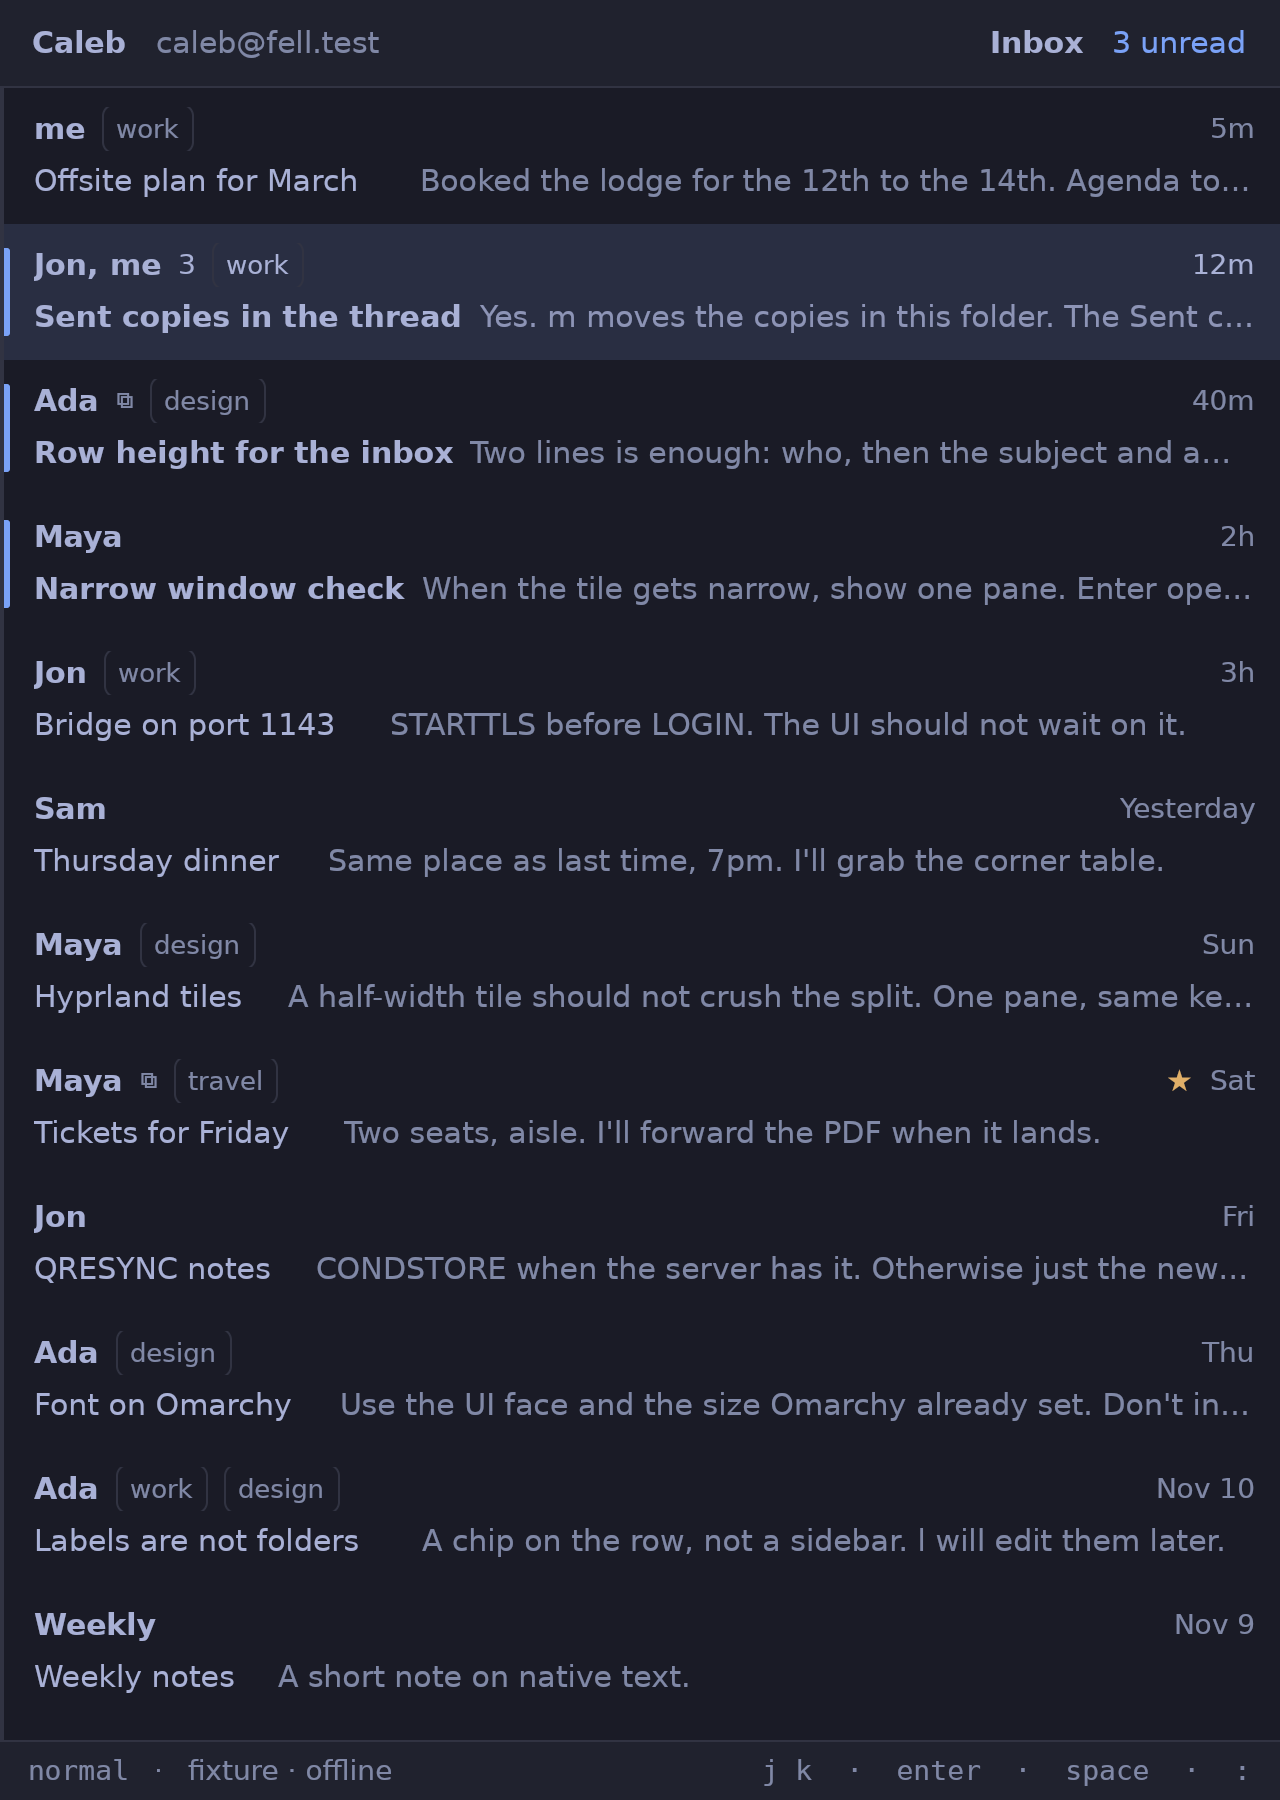 Caleb caleb@fell.test Inbox 3 unread
me work 5m
Offsite plan for March Booked the lodge for the 12th to the 14th. Agenda to…
Jon, me 3 work 12m
Sent copies in the thread Yes. m moves the copies in this folder. The Sent c…
Ada ⧉ design 40m
Row height for the inbox Two lines is enough: who, then the subject and a…
Maya 2h
Narrow window check When the tile gets narrow, show one pane. Enter ope…
Jon work 3h
Bridge on port 1143 STARTTLS before LOGIN. The UI should not wait on it.
Sam Yesterday
Thursday dinner Same place as last time, 7pm. I'll grab the corner table.
Maya design Sun
Hyprland tiles A half-width tile should not crush the split. One pane, same ke…
Maya ⧉ travel ★ Sat
Tickets for Friday Two seats, aisle. I'll forward the PDF when it lands.
Jon Fri
QRESYNC notes CONDSTORE when the server has it. Otherwise just the new…
Ada design Thu
Font on Omarchy Use the UI face and the size Omarchy already set. Don't in…
Ada work design Nov 10
Labels are not folders A chip on the row, not a sidebar. l will edit them later.
Weekly Nov 9
Weekly notes A short note on native text.
normal · fixture · offline j k · enter · space · :